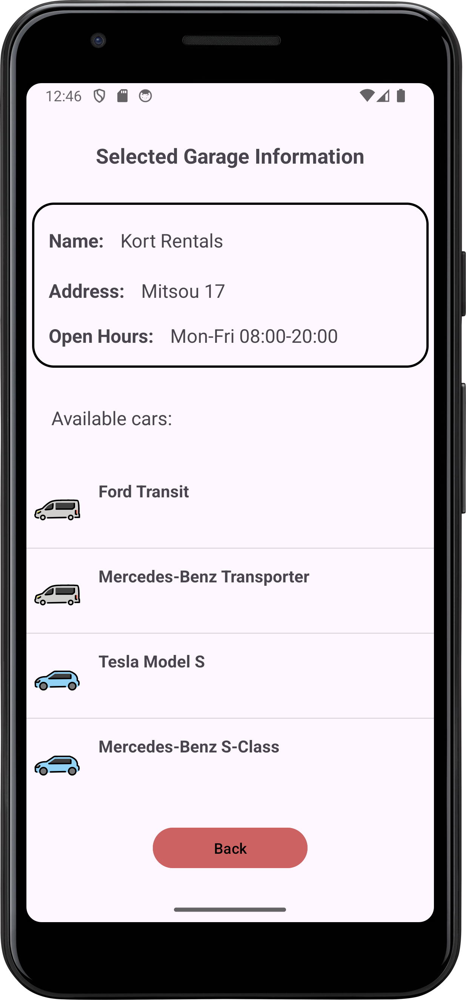 12:46
Selected Garage Information
Name: Kort Rentals
Address: Mitsou 17
Open Hours: Mon-Fri 08:00-20:00
Available cars:
Ford Transit
Mercedes-Benz Transporter
Tesla Model S
Mercedes-Benz S-Class
Back